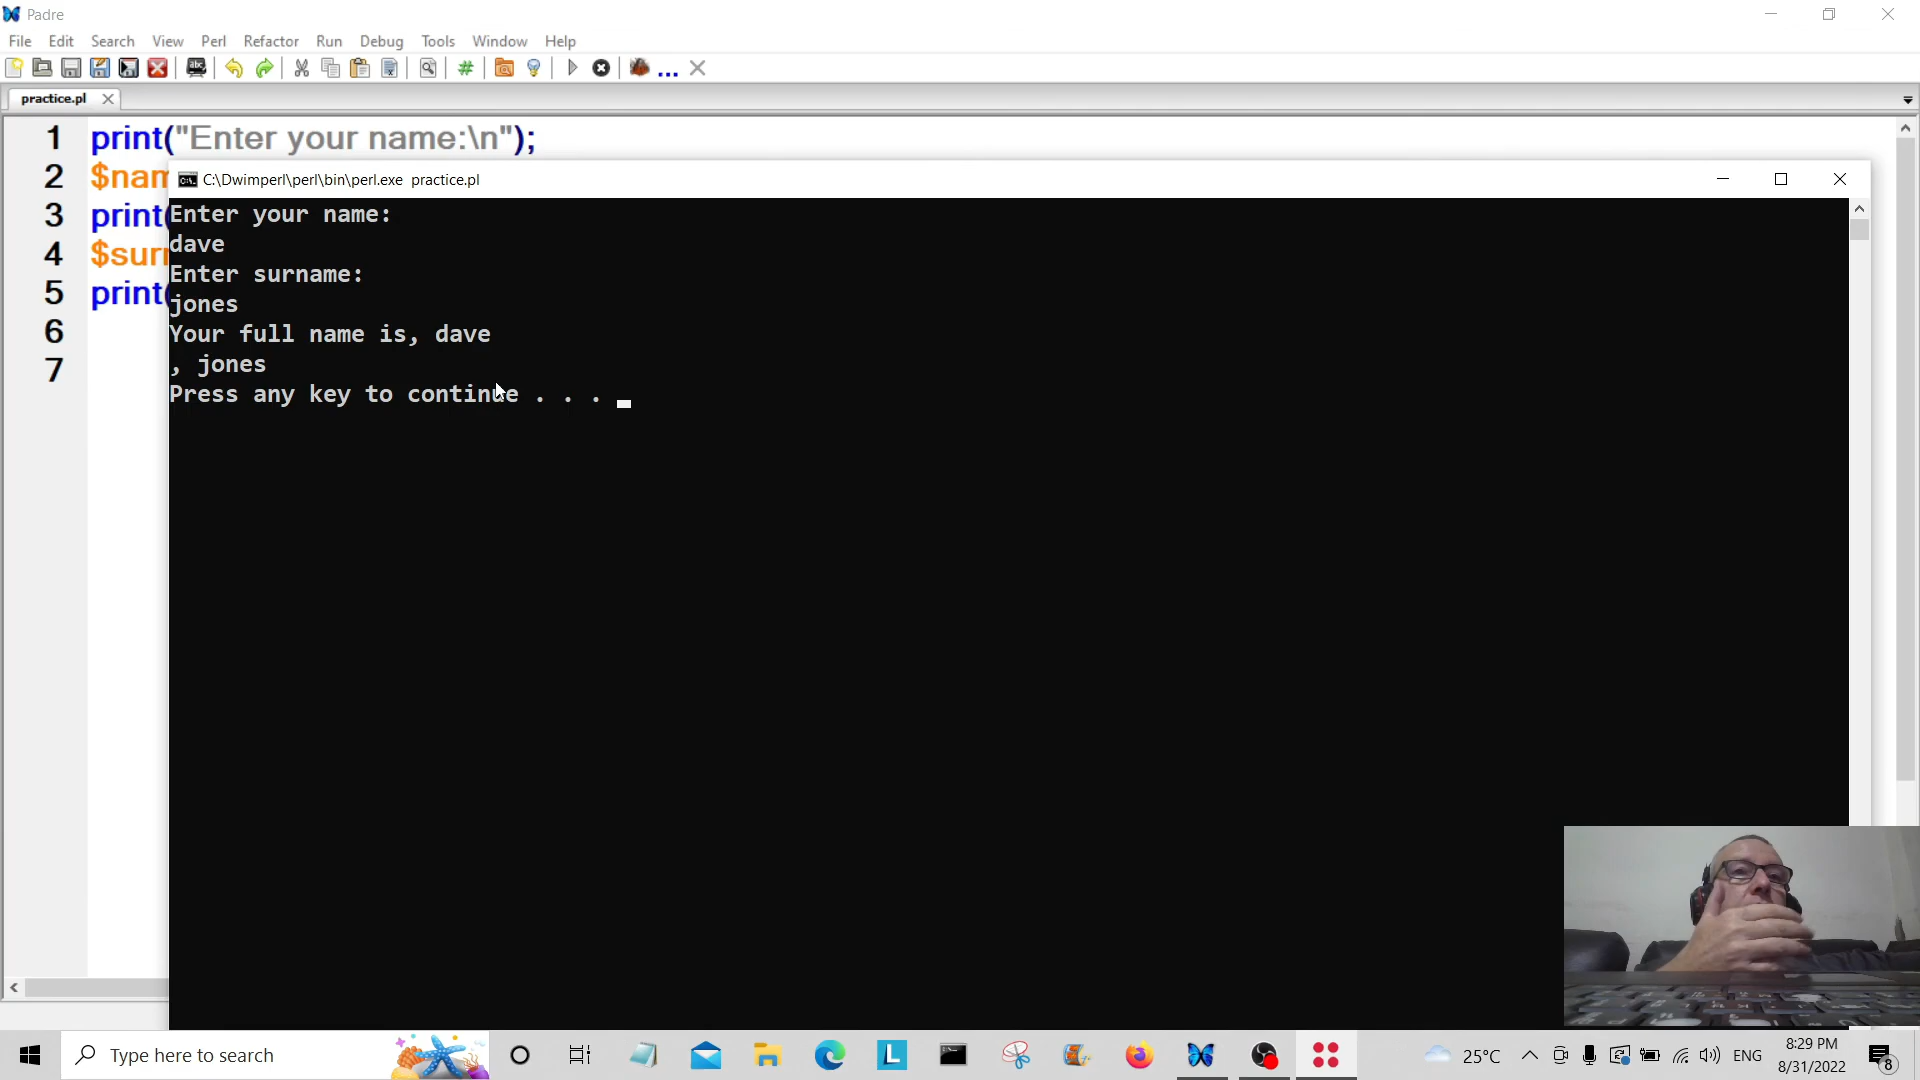 Padre
File Edit Search View Perl Refactor Run Debug Tools Window Help
practice.pl
1 print("Enter your name:\n");
2 $nam
3 print(
4 $surn
5 print(
6
7
C:\Dwimperl\perl\bin\perl.exe practice.pl
Enter your name:
dave
Enter surname:
jones
Your full name is, dave
, jones
Press any key to continue . . .
Type here to search
25°C
ENG
8:29 PM
8/31/2022
8